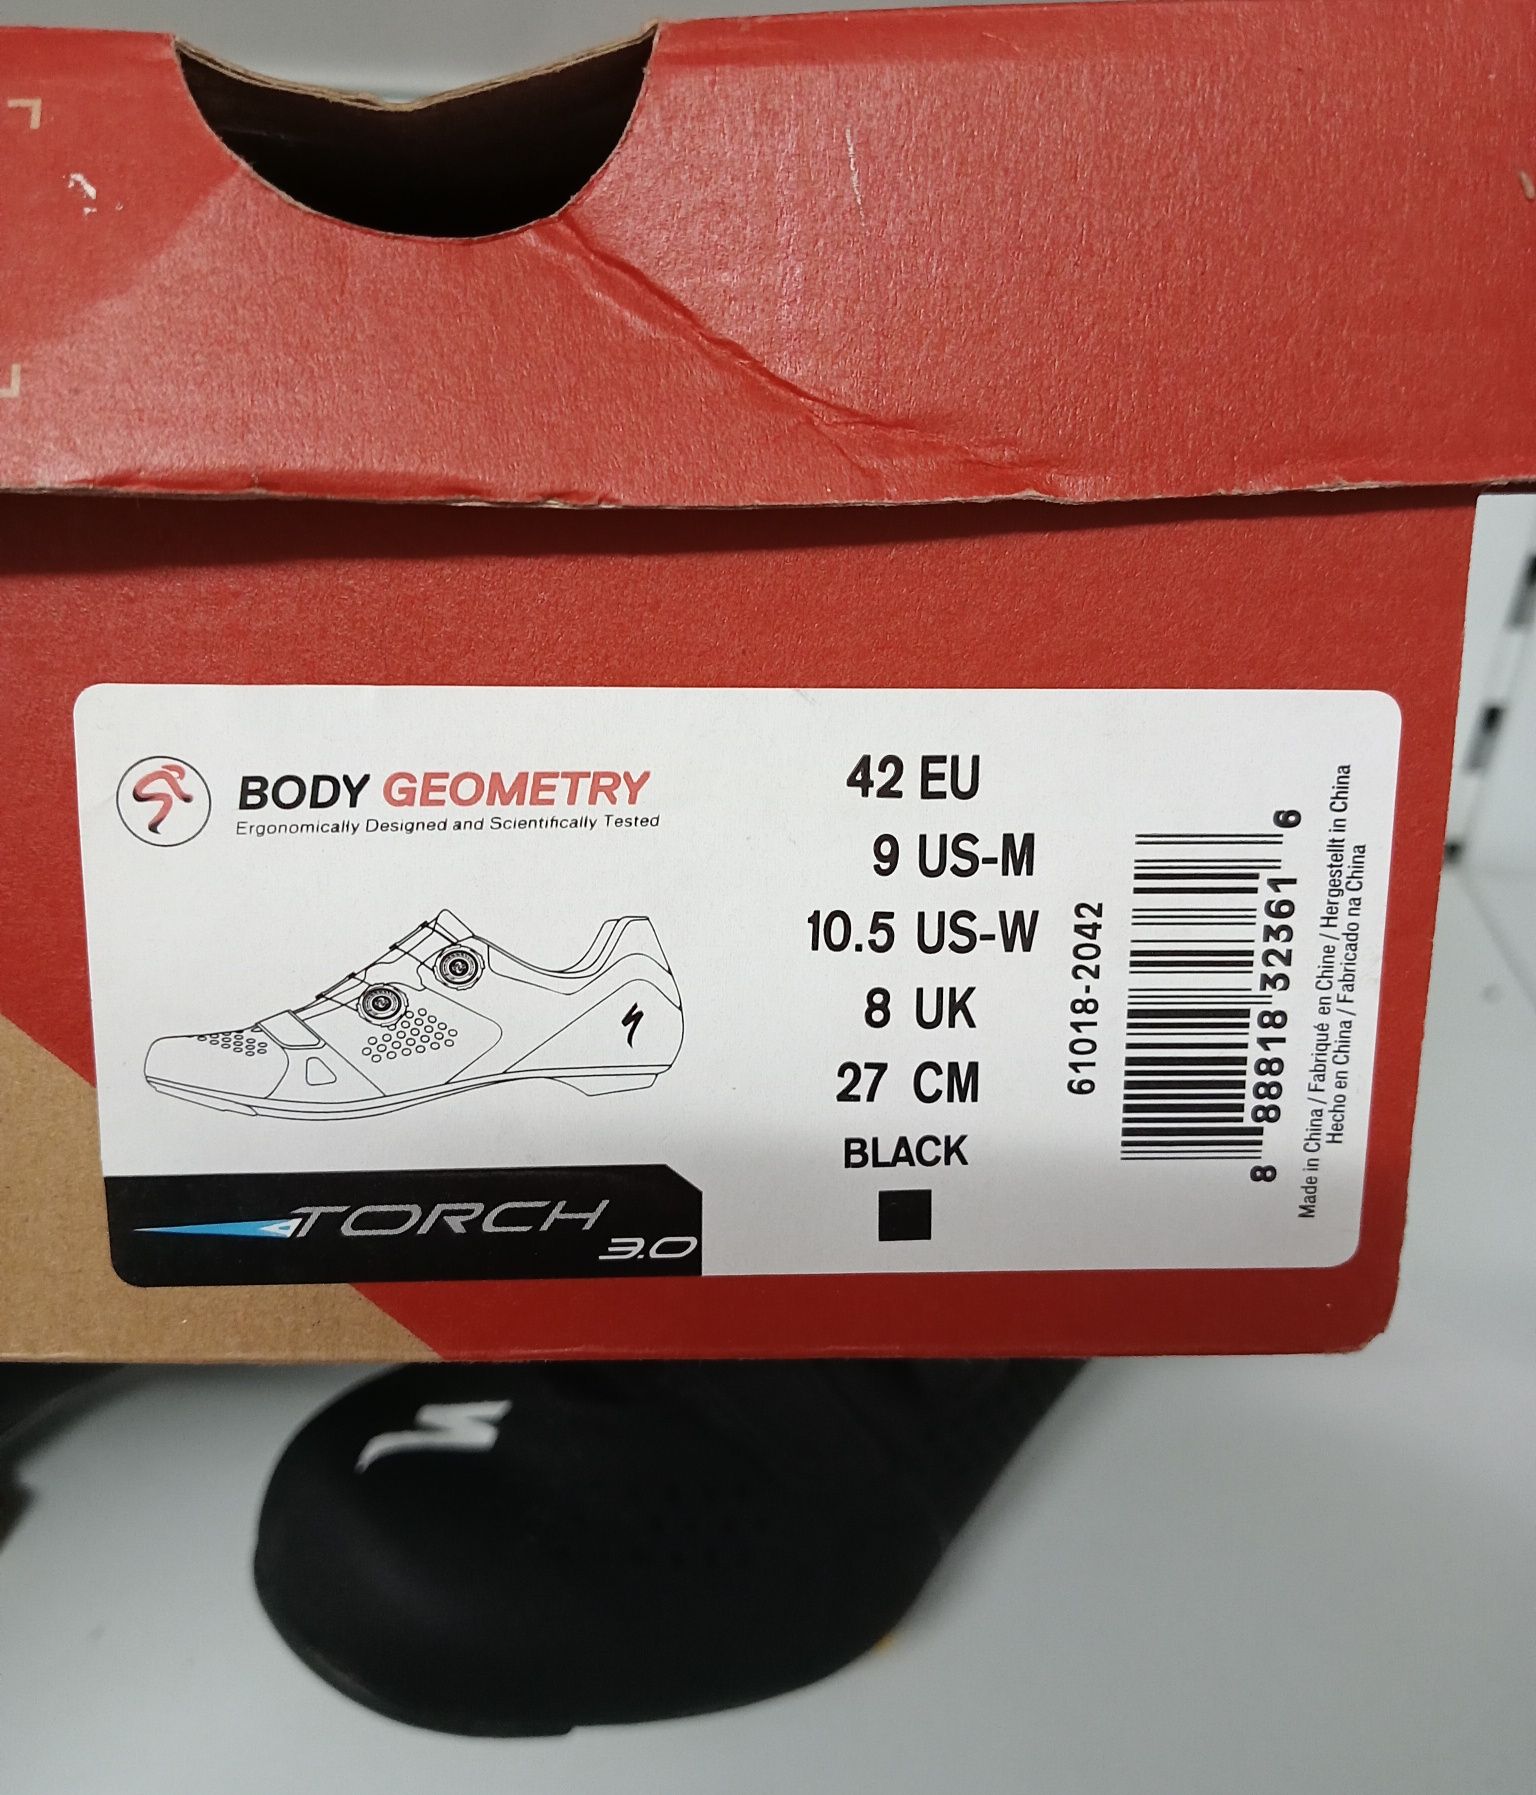 BODY GEOMETRY
Ergonomically Designed and Scientifically Tested
TORCH
3.0
42 EU
9 US-M
10.5 US-W
8 UK
27 CM
BLACK
61018-2042
8 88818 32361 6
Made in China / Fabriqué en Chine / Hergestellt in China
Hecho en China / Fabricado na China